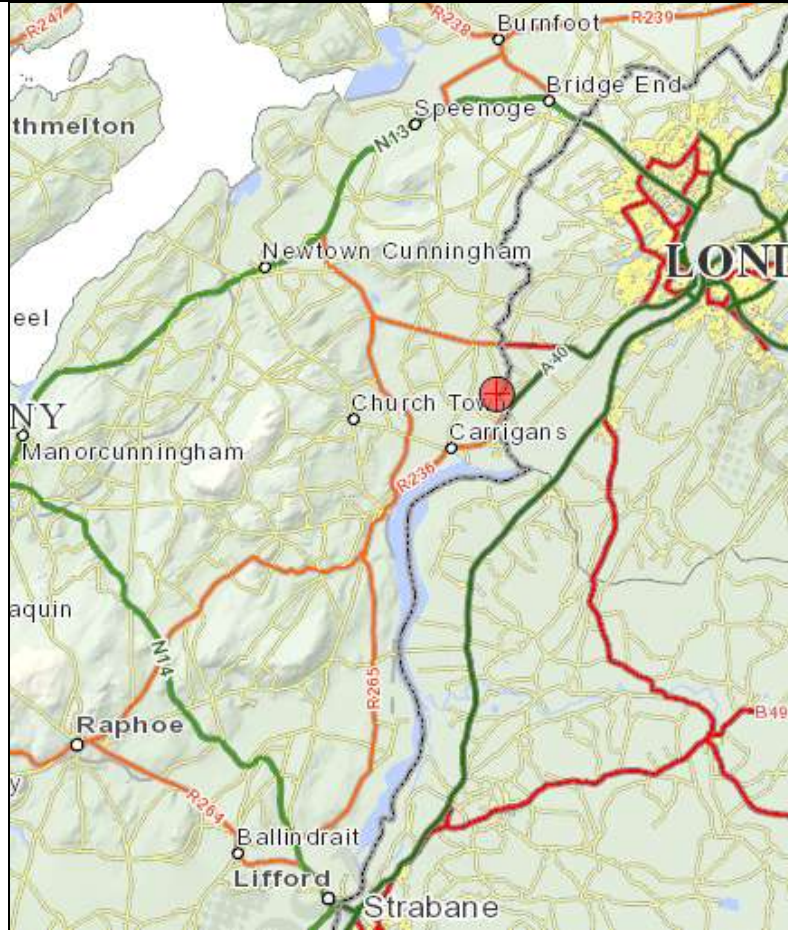 R247
R238
Burnfoot
R239
Bridge End
Speenoge
thmelton
N13
Newtown Cunningham
LOND
eel
A-40
Church Town
NY
Carrigans
Manorcunningham
R236
aquin
N14
R265
Raphoe
B49
y
R264
Ballindrait
Lifford
Strabane